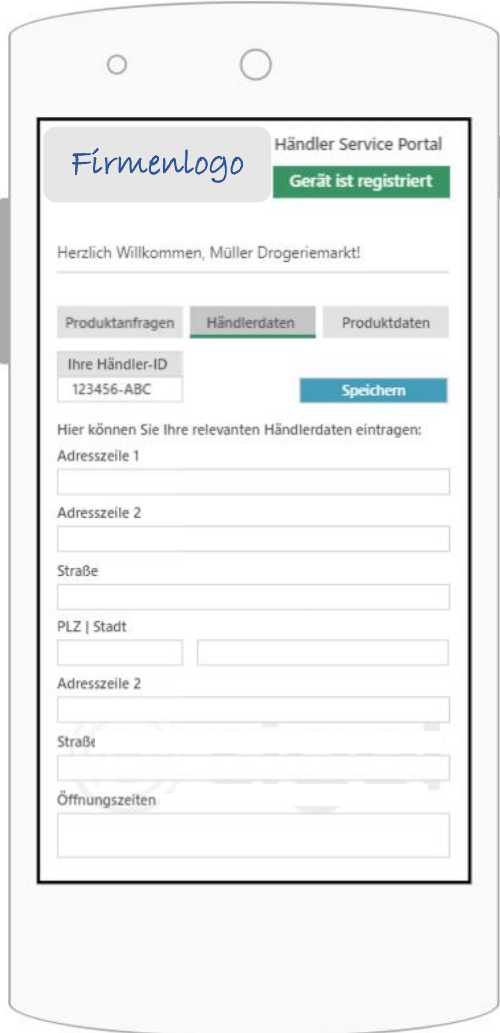 Firmenlogo
Händler Service Portal
Gerät ist registriert
Herzlich Willkommen, Müller Drogeriemarkt!
Produktanfragen Händlerdaten Produktdaten
Ihre Händler-ID
123456-ABC
Speichern
Hier können Sie Ihre relevanten Händlerdaten eintragen:
Adresszeile 1
Adresszeile 2
Straße
PLZ | Stadt
Adresszeile 2
Straße
Öffnungszeiten